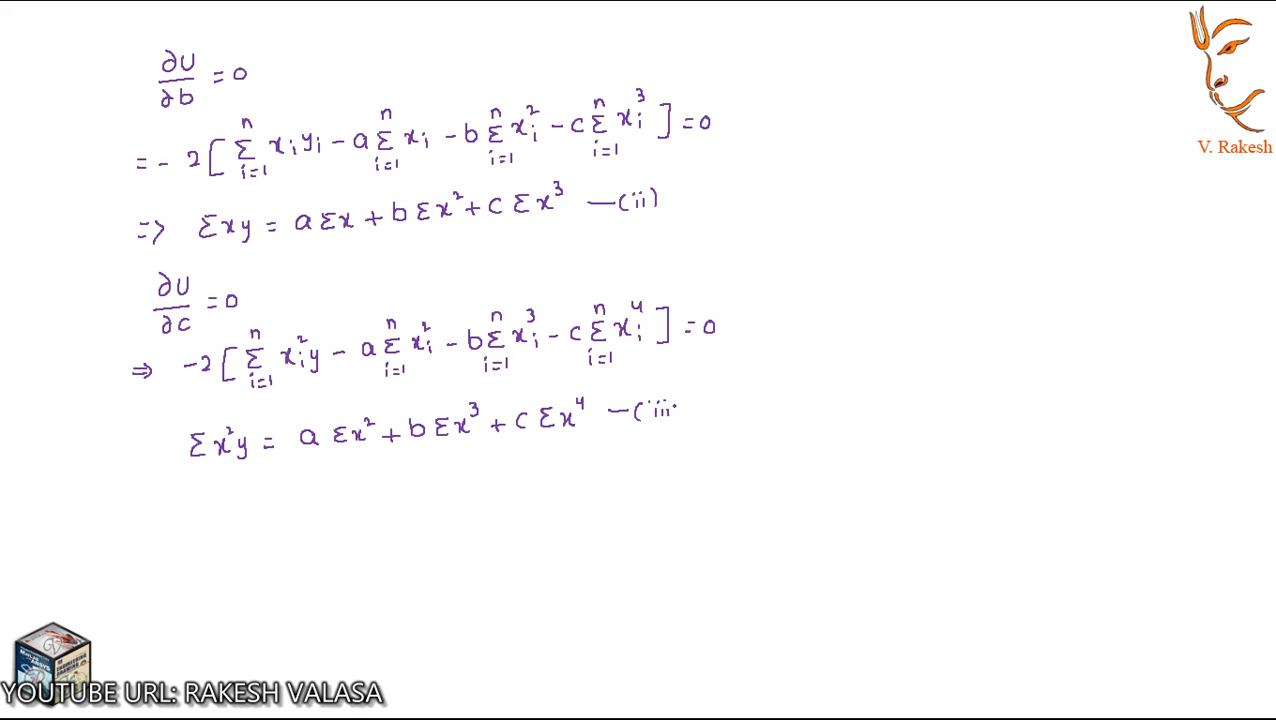 ∂U/∂b = 0
= - 2[ Σ_{i=1}^{n} x_i y_i - a Σ_{i=1}^{n} x_i - b Σ_{i=1}^{n} x_i^2 - c Σ_{i=1}^{n} x_i^3 ] = 0
=> Σxy = aΣx + bΣx^2 + cΣx^3 —(ii)
∂U/∂c = 0
⇒ -2[ Σ_{i=1}^{n} x_i^2 y - a Σ_{i=1}^{n} x_i^2 - b Σ_{i=1}^{n} x_i^3 - c Σ_{i=1}^{n} x_i^4 ] = 0
Σx^2y = aΣx^2 + bΣx^3 + cΣx^4 —(iii
V. Rakesh
YOUTUBE URL: RAKESH VALASA